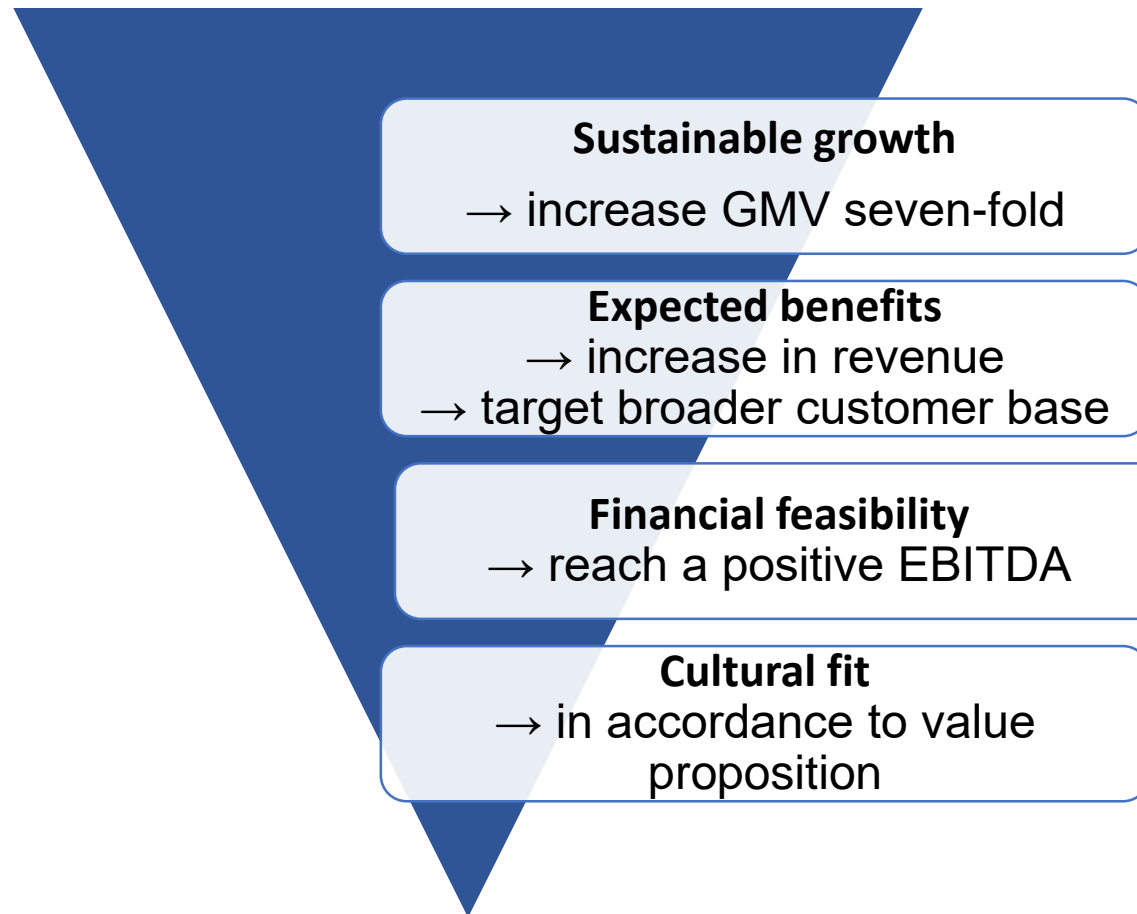 Sustainable growth
→ increase GMV seven-fold
Expected benefits
→ increase in revenue
→ target broader customer base
Financial feasibility
→ reach a positive EBITDA
Cultural fit
→ in accordance to value
proposition